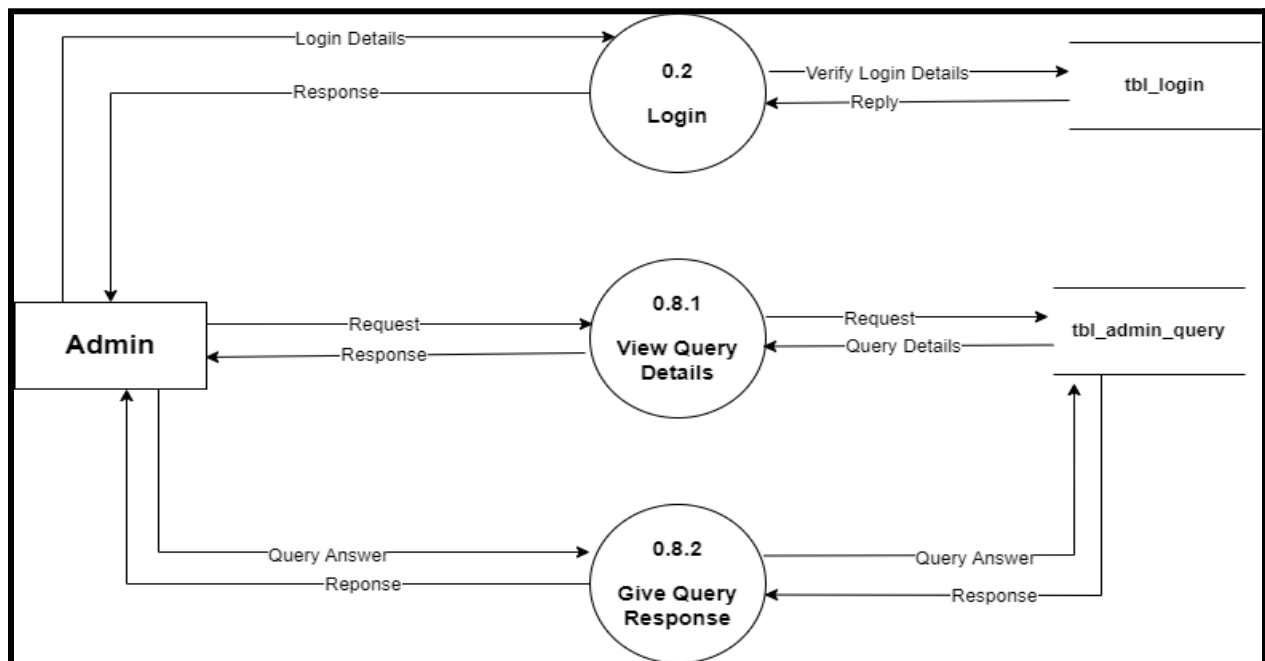 Login Details
Response
0.2
Login
Verify Login Details
Reply
tbl_login
Admin
Request
Response
0.8.1
View Query
Details
Request
Query Details
tbl_admin_query
Query Answer
Reponse
0.8.2
Give Query
Response
Query Answer
Response